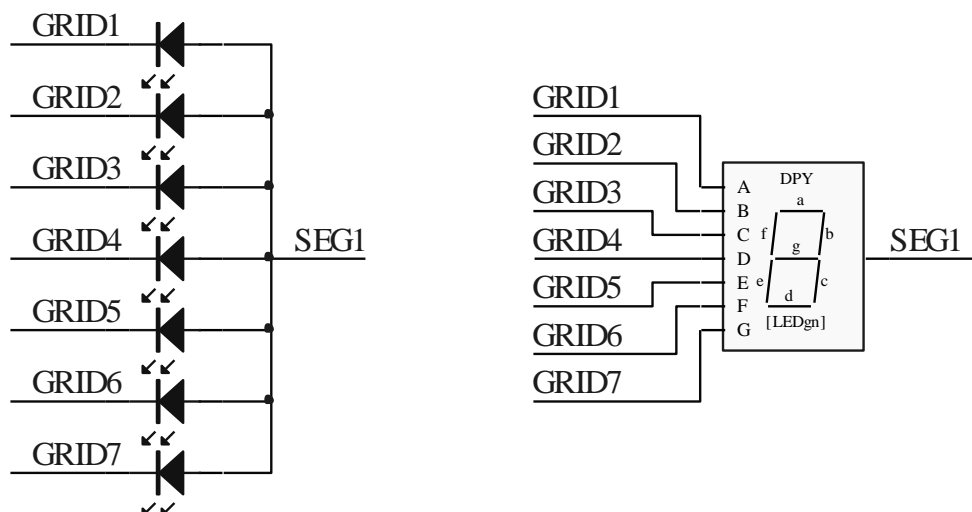 GRID1
GRID2
GRID3
GRID4
SEG1
GRID5
GRID6
GRID7
GRID1
GRID2
GRID3
GRID4
GRID5
GRID6
GRID7
A
B
C
D
E
F
G
DPY
a
f
b
g
e
c
d
[LEDgn]
SEG1